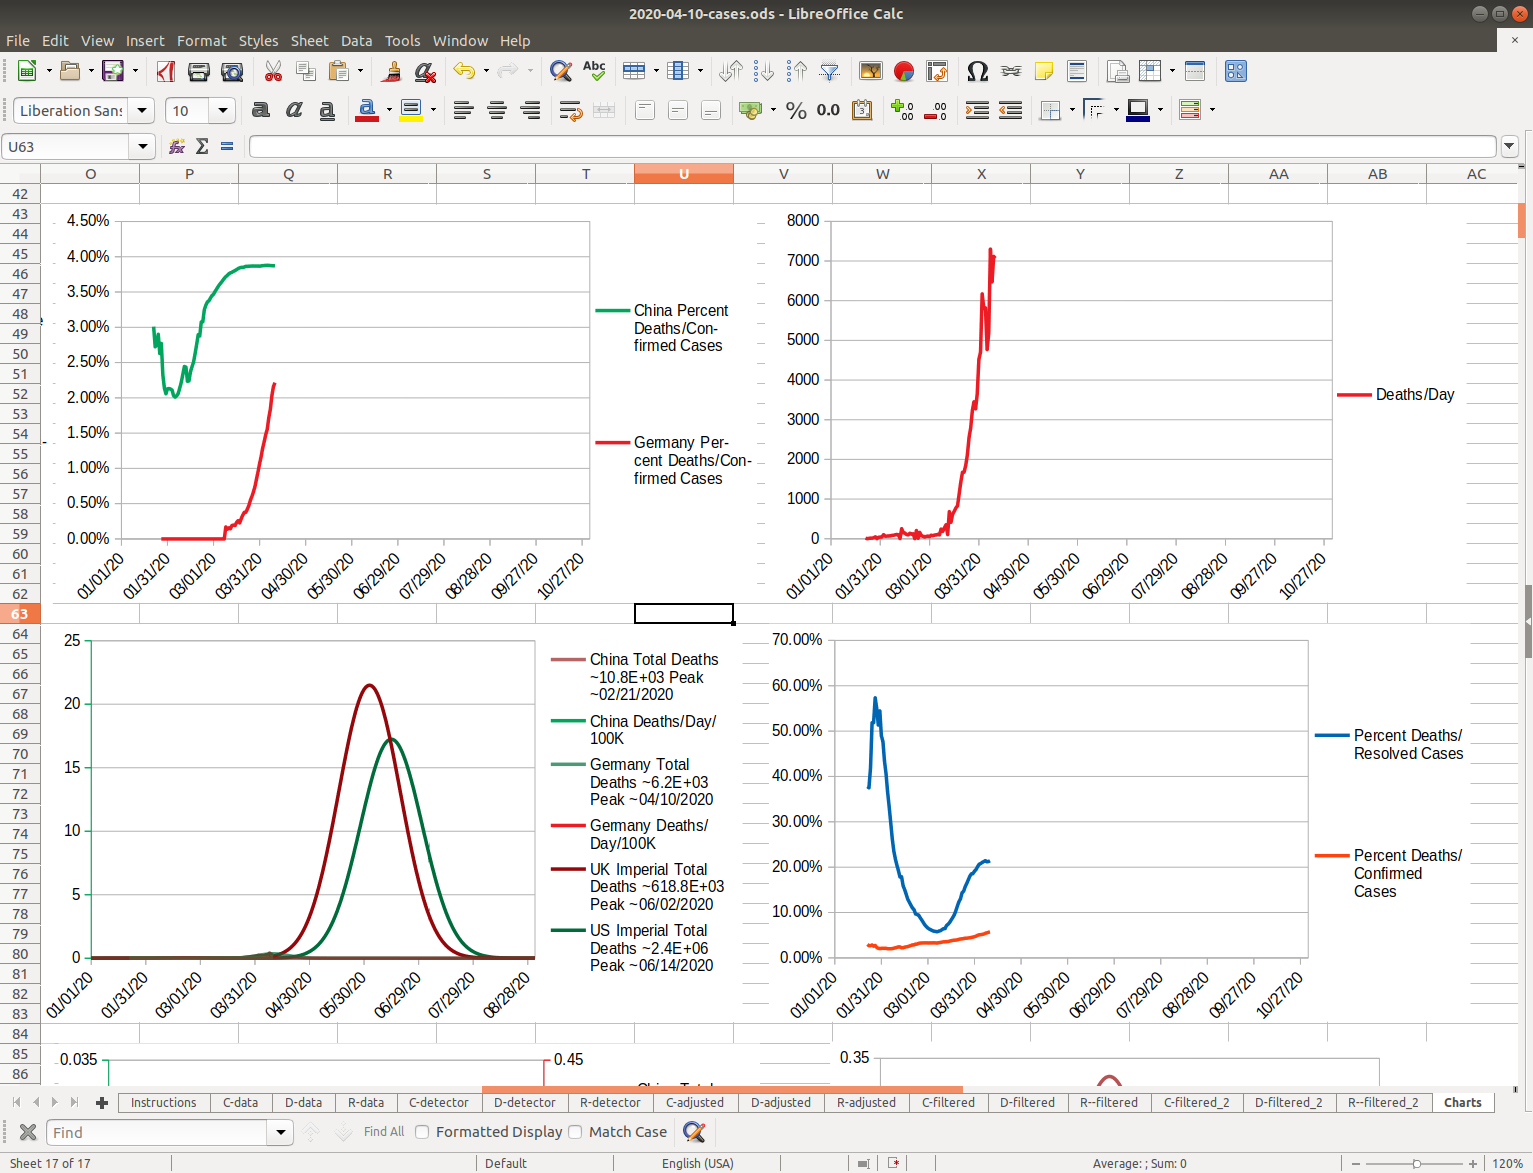 2020-04-10-cases.ods - LibreOffice Calc
File Edit View Insert Format Styles Sheet Data Tools Window Help
Abc
Liberation Sans 10 a a a a % 0.0
U63
O P Q R S T U V W X Y Z AA AB AC
42
43
44
45
46
47
48
49
50
51
52
53
54
55
56
57
58
59
60
61
62
63
64
65
66
67
68
69
70
71
72
73
74
75
76
77
78
79
80
81
82
83
84
85
86
4.50%
4.00%
3.50%
3.00%
2.50%
2.00%
1.50%
1.00%
0.50%
0.00%
01/01/20 01/31/20 03/01/20 03/31/20 04/30/20 05/30/20 06/29/20 07/29/20 08/28/20 09/27/20 10/27/20
China Percent
Deaths/Con-
firmed Cases
Germany Per-
cent Deaths/Con-
firmed Cases
8000
7000
6000
5000
4000
3000
2000
1000
0
01/01/20 01/31/20 03/01/20 03/31/20 04/30/20 05/30/20 06/29/20 07/29/20 08/28/20 09/27/20 10/27/20
Deaths/Day
25
20
15
10
5
0
01/01/20 01/31/20 03/01/20 03/31/20 04/30/20 05/30/20 06/29/20 07/29/20 08/28/20
China Total Deaths
~10.8E+03 Peak
~02/21/2020
China Deaths/Day/
100K
Germany Total
Deaths ~6.2E+03
Peak ~04/10/2020
Germany Deaths/
Day/100K
UK Imperial Total
Deaths ~618.8E+03
Peak ~06/02/2020
US Imperial Total
Deaths ~2.4E+06
Peak ~06/14/2020
70.00%
60.00%
50.00%
40.00%
30.00%
20.00%
10.00%
0.00%
01/01/20 01/31/20 03/01/20 03/31/20 04/30/20 05/30/20 06/29/20 07/29/20 08/28/20 09/27/20 10/27/20
Percent Deaths/
Resolved Cases
Percent Deaths/
Confirmed
Cases
0.035 0.45
0.35
Instructions C-data D-data R-data C-detector D-detector R-detector C-adjusted D-adjusted R-adjusted C-filtered D-filtered R--filtered C-filtered_2 D-filtered_2 R--filtered_2 Charts
Find Find All Formatted Display Match Case
Sheet 17 of 17 Default English (USA) Average: ; Sum: 0 120%